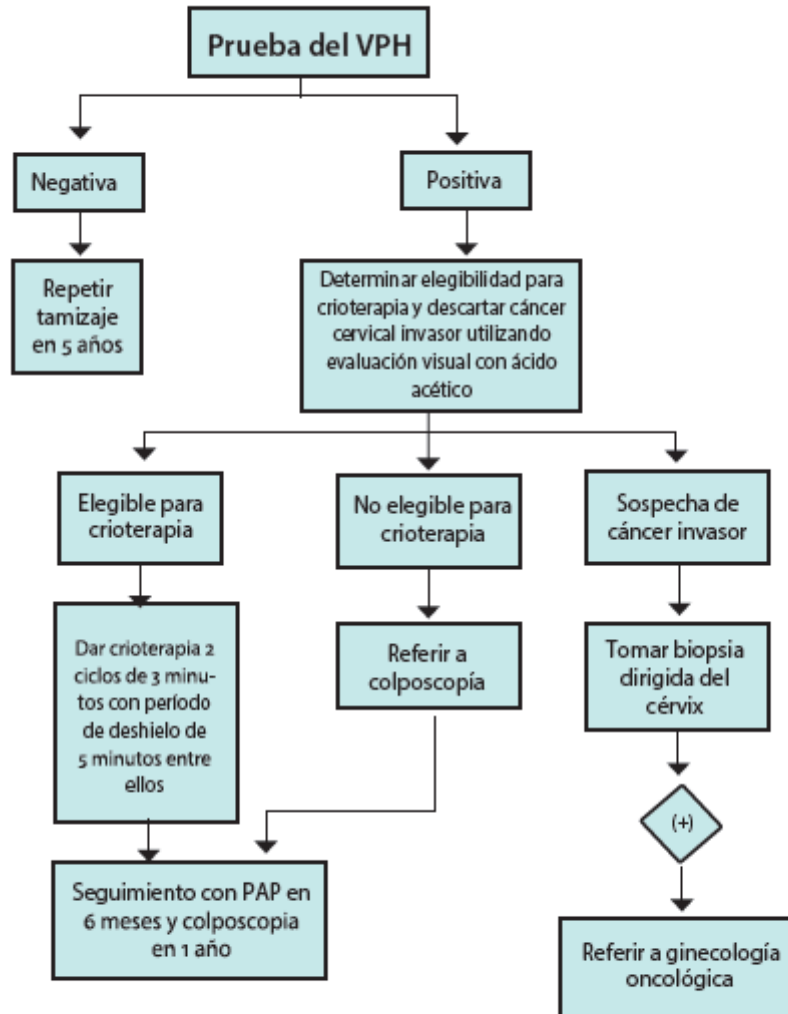 Prueba del VPH
Negativa
Positiva
Repetir
tamizaje
en 5 años
Determinar elegibilidad para
crioterapia y descartar cáncer
cervical invasor utilizando
evaluación visual con ácido
acético
Elegible para
crioterapia
No elegible para
crioterapia
Sospecha de
cáncer invasor
Dar crioterapia 2
ciclos de 3 minu-
tos con período
de deshielo de
5 minutos entre
ellos
Referir a
colposcopía
Tomar biopsia
dirigida del
cérvix
(+)
Seguimiento con PAP en
6 meses y colposcopia
en 1 año
Referir a ginecología
oncológica